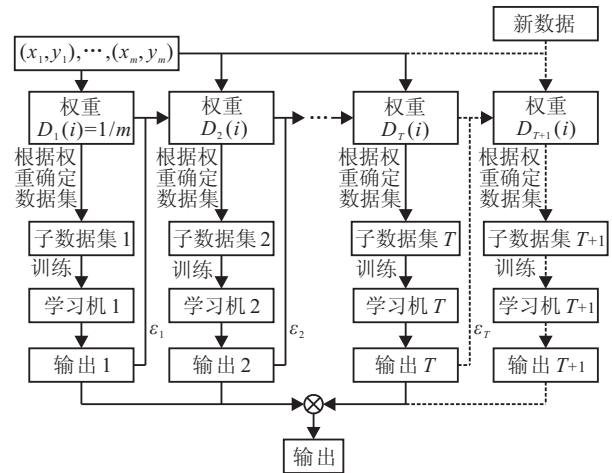 新数据
(x₁,y₁),⋯,(xₘ,yₘ)
权重
D₁(i)=1/m
权重
D₂(i)
…
权重
D_T(i)
权重
D_{T+1}(i)
根据权
重确定
数据集
根据权
重确定
数据集
根据权
重确定
数据集
根据权
重确定
数据集
子数据集 1
子数据集 2
子数据集 T
子数据集 T+1
训练
训练
训练
训练
学习机 1
学习机 2
学习机 T
学习机 T+1
ε₁
ε₂
ε_T
输出 1
输出 2
输出 T
输出 T+1
输出